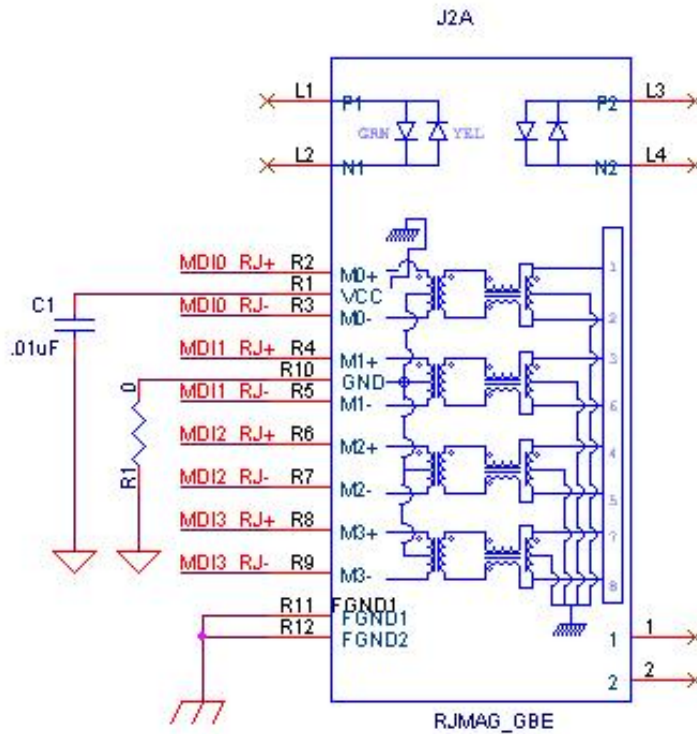 J2A
L1 P1 P2 L3
GRN YEL
L2 N1 N2 L4
MDI0_RJ+ R2 M0+ 1
R1 VCC
C1 MDI0_RJ- R3 M0- 2
.01uF
MDI1_RJ+ R4 M1+ 3
R10 GND
0 MDI1_RJ- R5 M1- 6
MDI2_RJ+ R6 M2+ 4
R1 MDI2_RJ- R7 M2- 5
MDI3_RJ+ R8 M3+ 7
MDI3_RJ- R9 M3- 8
R11 FGND1
FGND1
R12 FGND2 1 1
2 2
RJMAG_GBE